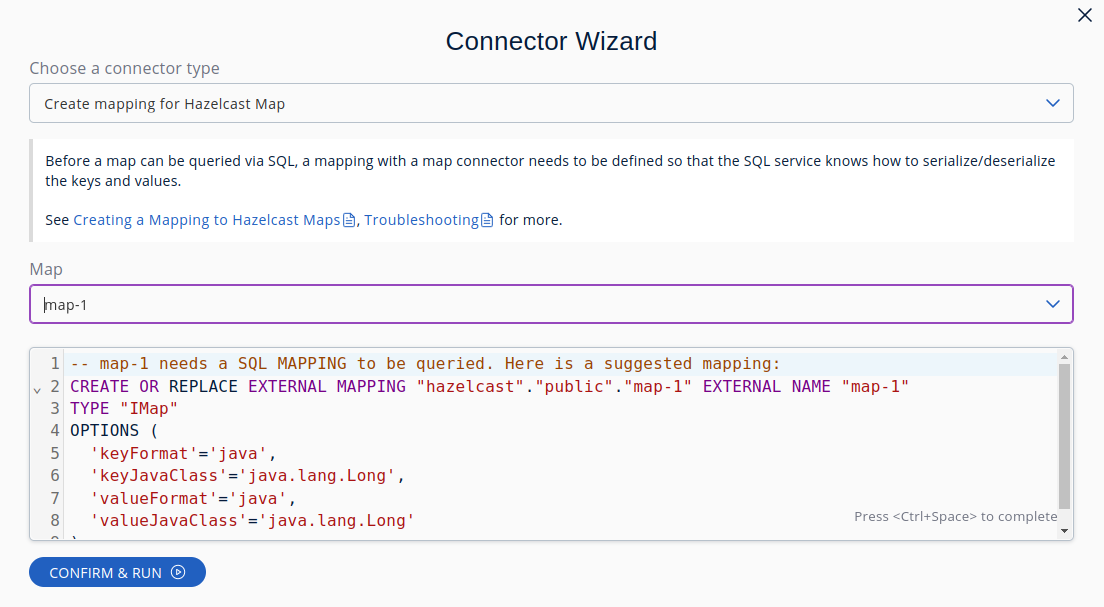 Connector Wizard
Choose a connector type
Create mapping for Hazelcast Map
Before a map can be queried via SQL, a mapping with a map connector needs to be defined so that the SQL service knows how to serialize/deserialize
the keys and values.
See Creating a Mapping to Hazelcast Maps, Troubleshooting for more.
Map
map-1
1 -- map-1 needs a SQL MAPPING to be queried. Here is a suggested mapping:
2 CREATE OR REPLACE EXTERNAL MAPPING "hazelcast"."public"."map-1" EXTERNAL NAME "map-1"
3 TYPE "IMap"
4 OPTIONS (
5 'keyFormat'='java',
6 'keyJavaClass'='java.lang.Long',
7 'valueFormat'='java',
8 'valueJavaClass'='java.lang.Long'
Press <Ctrl+Space> to complete
CONFIRM & RUN